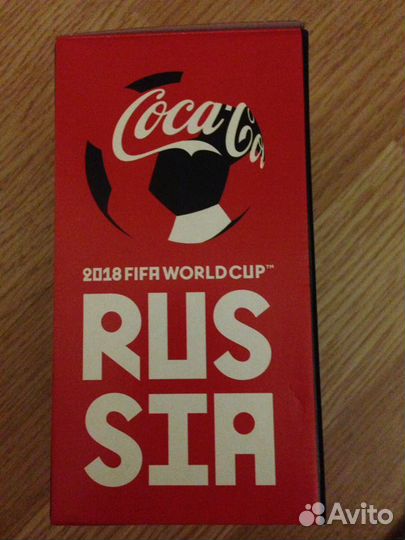 Coca-Co
2018 FIFA WORLD CUP™
RUS
SIA
Avito